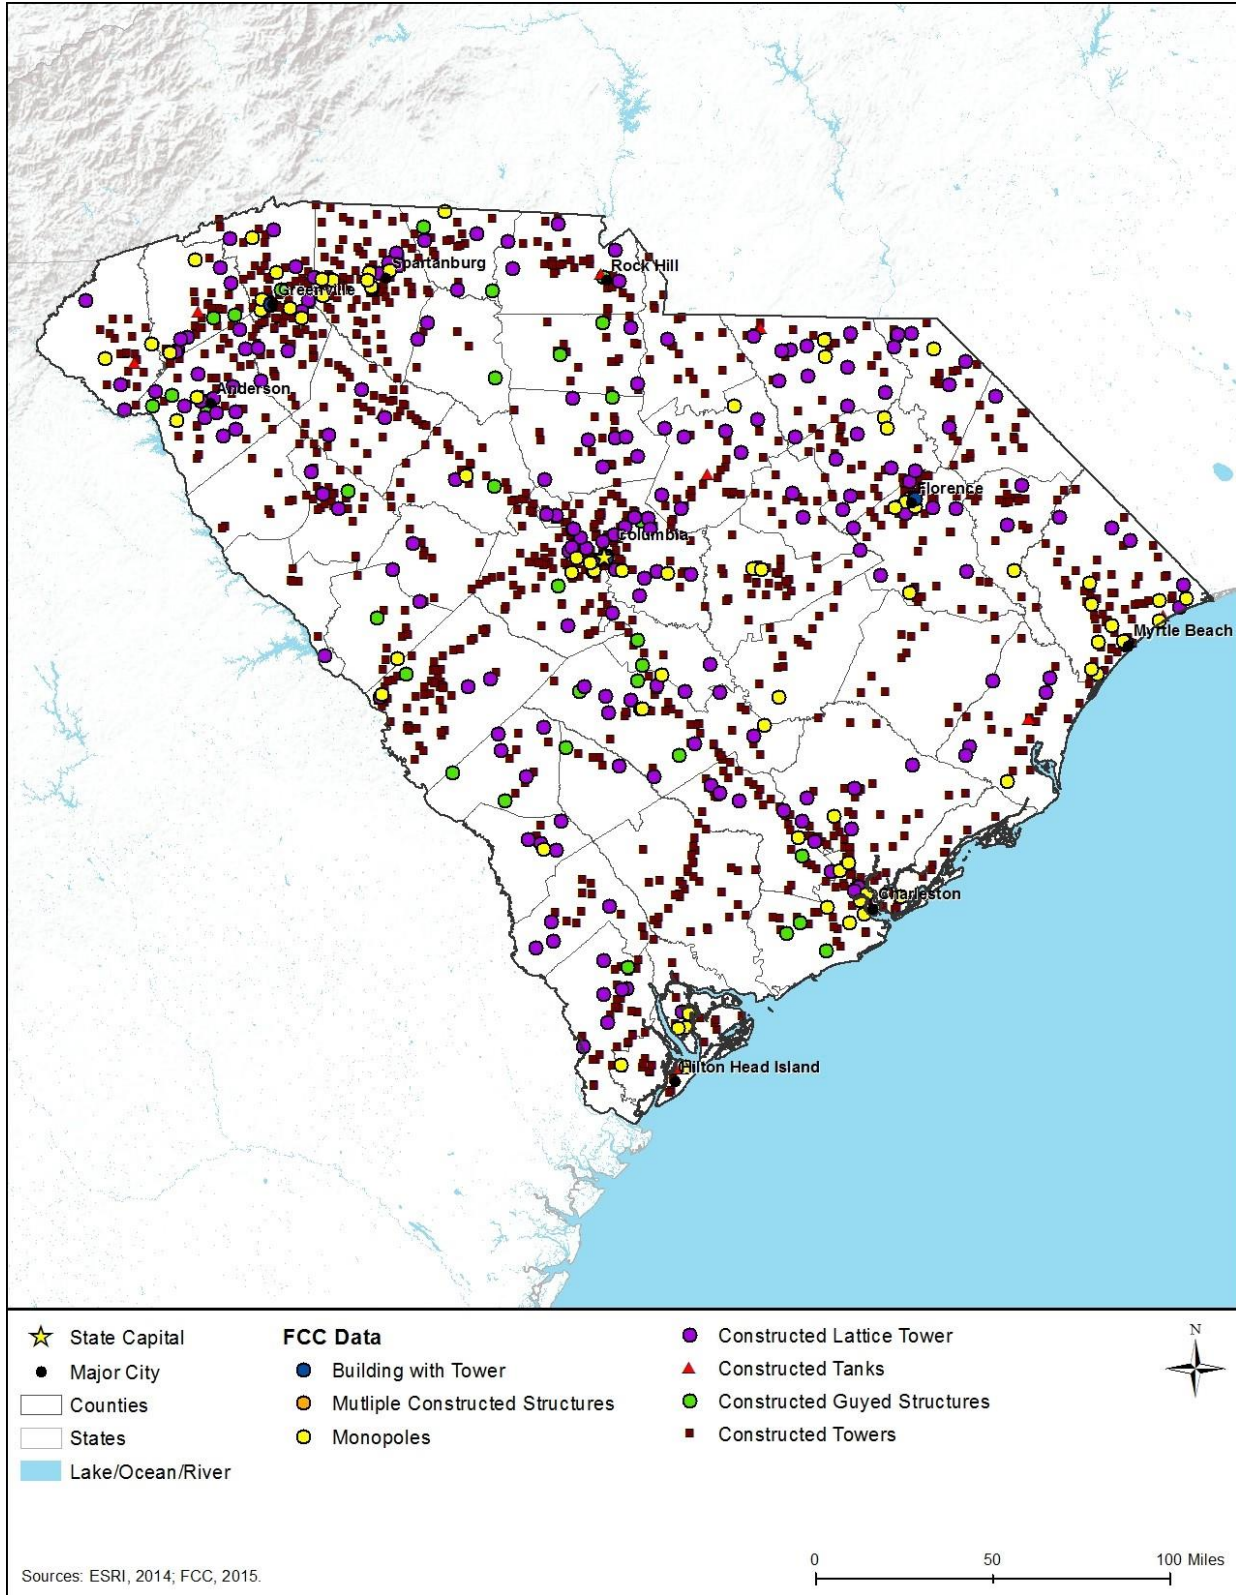 Spartanburg
Rock Hill
Greenville
Anderson
Florence
Columbia
Myrtle Beach
Charleston
Hilton Head Island
State Capital
Major City
Counties
States
Lake/Ocean/River
FCC Data
Building with Tower
Mutliple Constructed Structures
Monopoles
Constructed Lattice Tower
Constructed Tanks
Constructed Guyed Structures
Constructed Towers
N
0 50 100 Miles
Sources: ESRI, 2014; FCC, 2015.